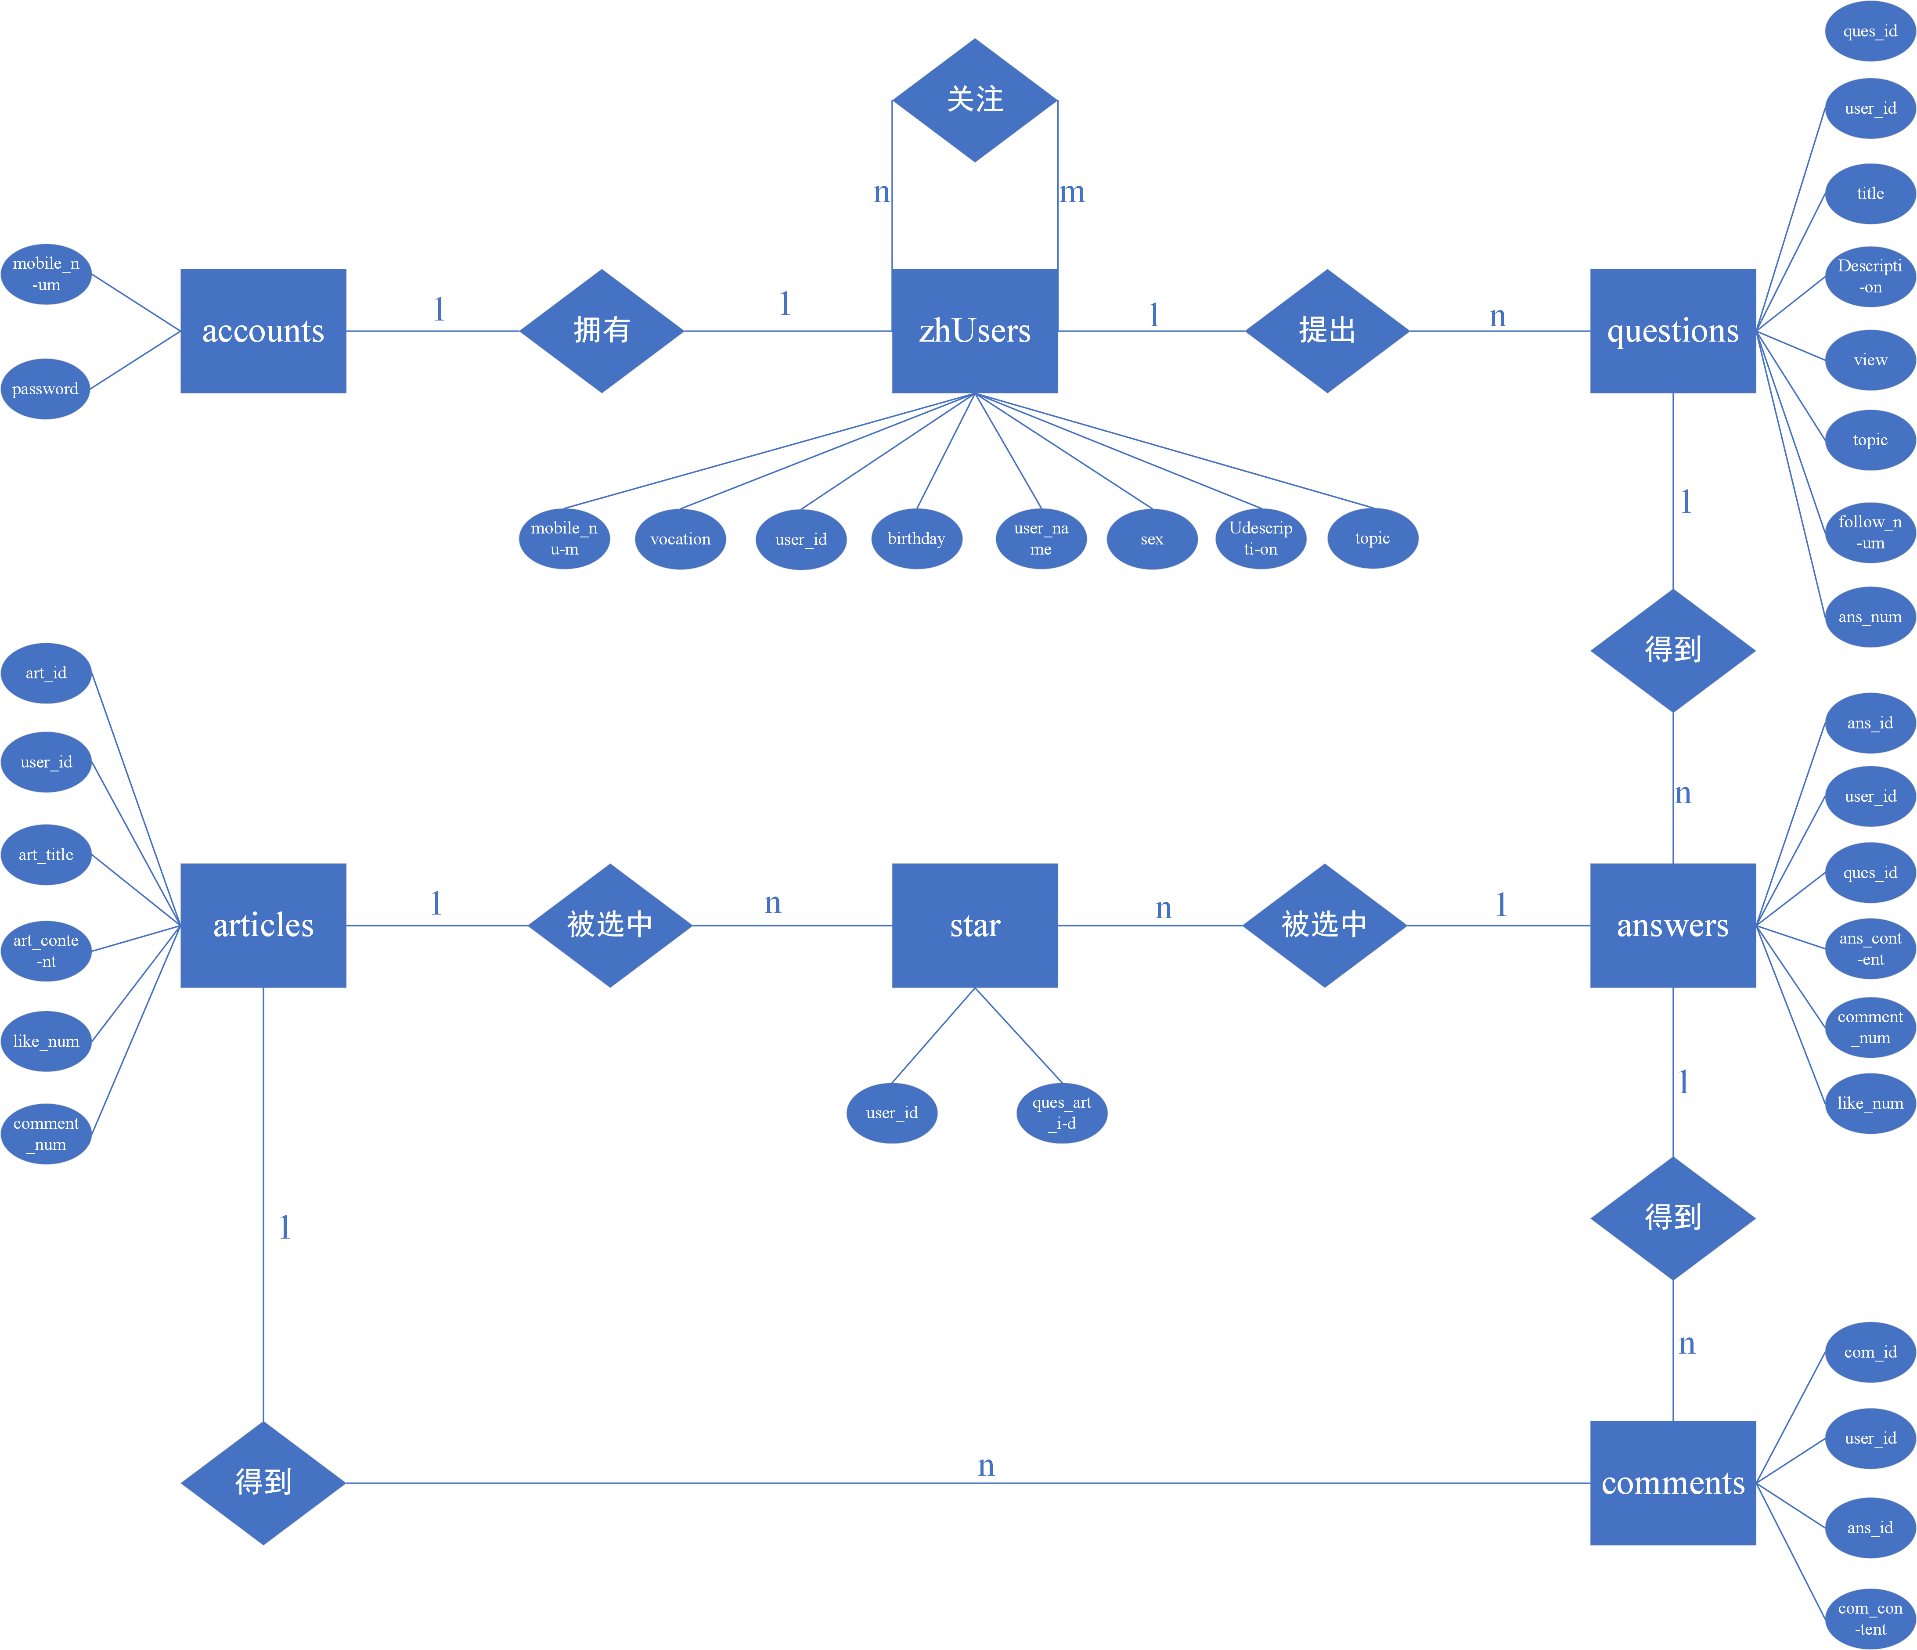 ques_id
关注
user_id
n
m
title
mobile_n
-um
Descripti
-on
accounts
1
拥有
1
zhUsers
1
提出
n
questions
view
password
topic
1
mobile_n
u-m
vocation
user_id
birthday
user_na
me
sex
Udescrip
ti-on
topic
follow_n
-um
ans_num
得到
art_id
ans_id
user_id
n
user_id
art_title
ques_id
articles
1
被选中
n
star
n
被选中
1
answers
art_conte
-nt
ans_cont
-ent
like_num
comment
_num
1
comment
_num
user_id
ques_art
_i-d
like_num
1
得到
n
com_id
user_id
得到
n
comments
ans_id
com_con
-tent